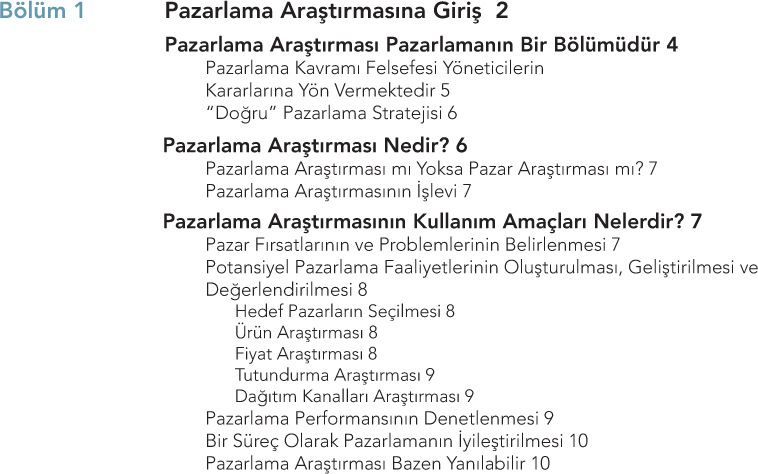 Bölüm 1 Pazarlama Araştırmasına Giriş 2
Pazarlama Araştırması Pazarlamanın Bir Bölümüdür 4
Pazarlama Kavramı Felsefesi Yöneticilerin
Kararlarına Yön Vermektedir 5
“Doğru” Pazarlama Stratejisi 6
Pazarlama Araştırması Nedir? 6
Pazarlama Araştırması mı Yoksa Pazar Araştırması mı? 7
Pazarlama Araştırmasının İşlevi 7
Pazarlama Araştırmasının Kullanım Amaçları Nelerdir? 7
Pazar Fırsatlarının ve Problemlerinin Belirlenmesi 7
Potansiyel Pazarlama Faaliyetlerinin Oluşturulması, Geliştirilmesi ve
Değerlendirilmesi 8
Hedef Pazarların Seçilmesi 8
Ürün Araştırması 8
Fiyat Araştırması 8
Tutundurma Araştırması 9
Dağıtım Kanalları Araştırması 9
Pazarlama Performansının Denetlenmesi 9
Bir Süreç Olarak Pazarlamanın İyileştirilmesi 10
Pazarlama Araştırması Bazen Yanılabilir 10